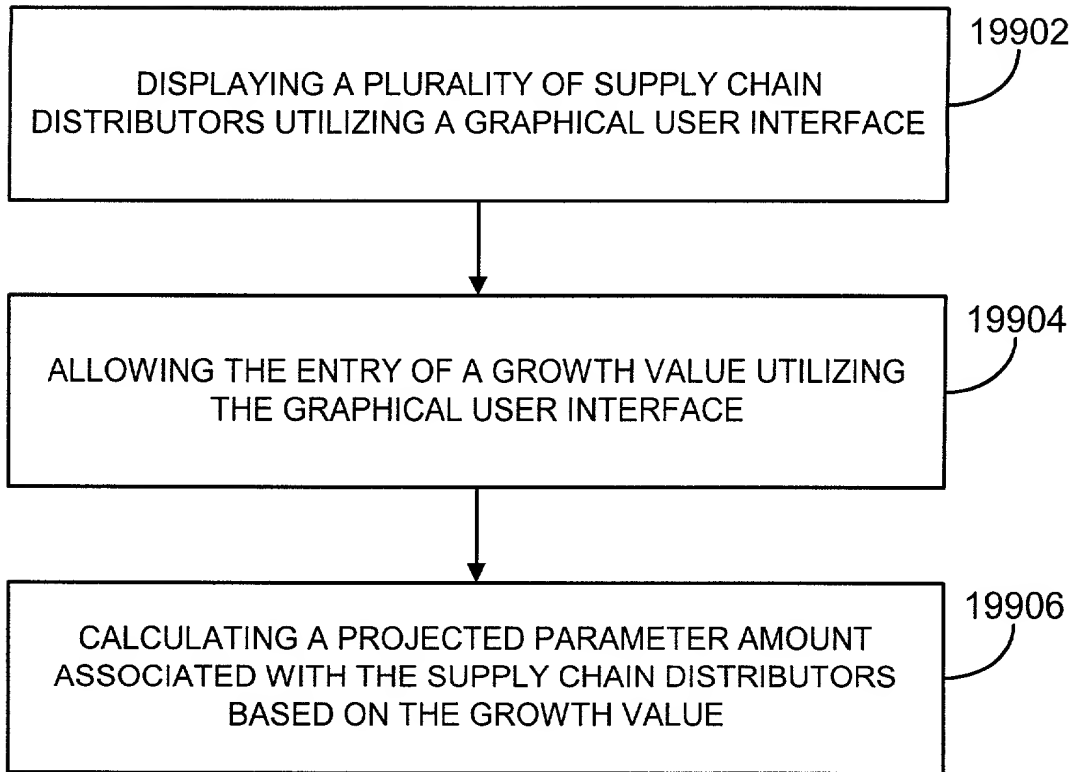 19902
DISPLAYING A PLURALITY OF SUPPLY CHAIN
DISTRIBUTORS UTILIZING A GRAPHICAL USER INTERFACE
19904
ALLOWING THE ENTRY OF A GROWTH VALUE UTILIZING
THE GRAPHICAL USER INTERFACE
19906
CALCULATING A PROJECTED PARAMETER AMOUNT
ASSOCIATED WITH THE SUPPLY CHAIN DISTRIBUTORS
BASED ON THE GROWTH VALUE